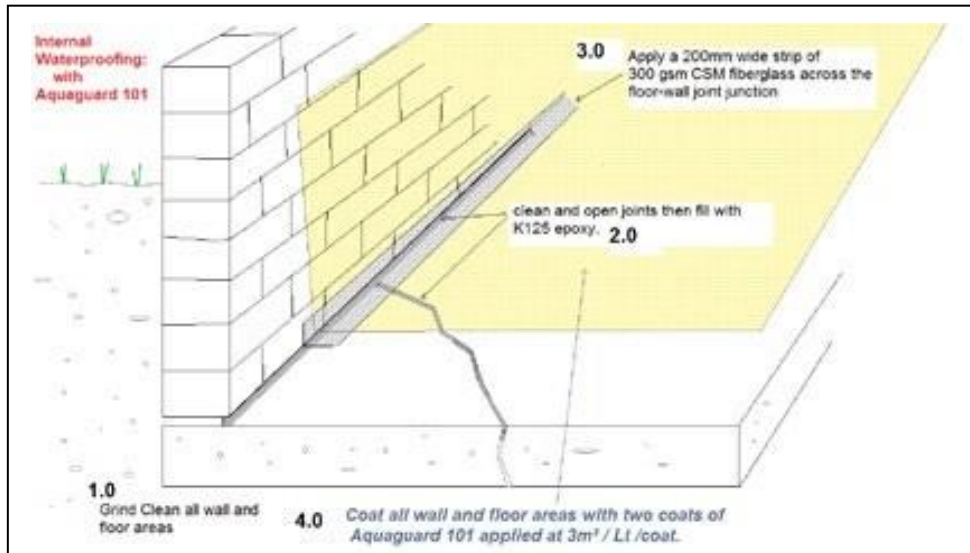 Internal
Waterproofing:
with
Aquaguard 101
3.0 Apply a 200mm wide strip of
300 gsm CSM fiberglass across the
floor-wall joint junction
clean and open joints then fill with
K125 epoxy. 2.0
1.0
Grind Clean all wall and
floor areas
4.0 Coat all wall and floor areas with two coats of
Aquaguard 101 applied at 3m² / Lt /coat.